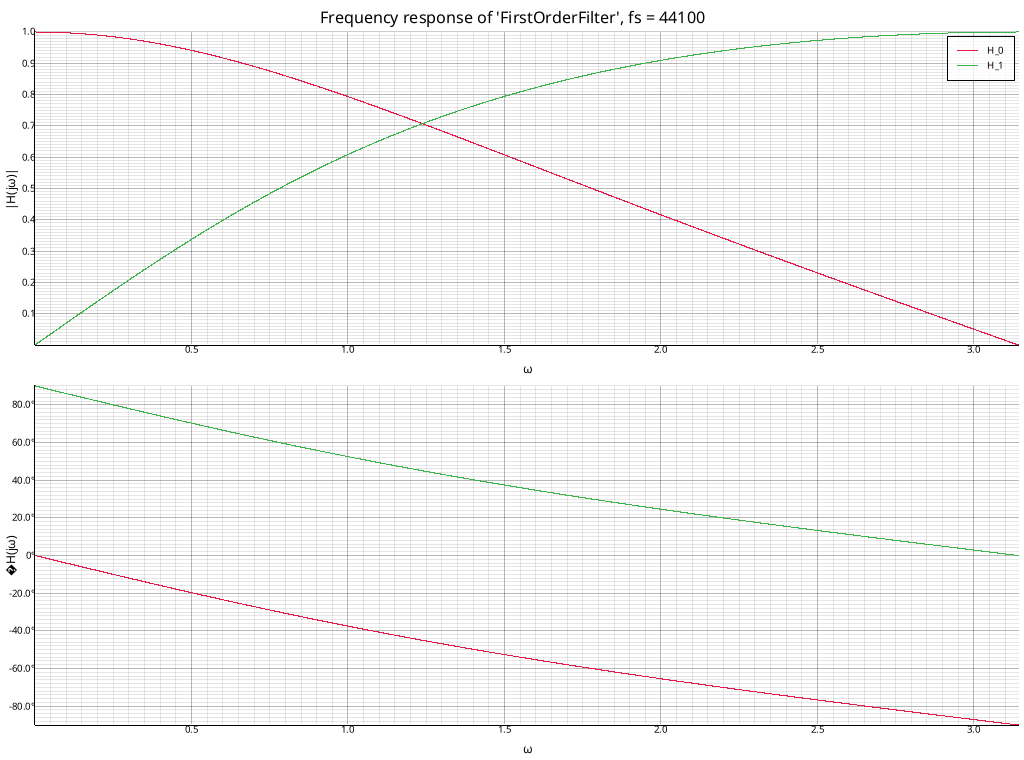 Frequency response of 'FirstOrderFilter', fs = 44100
H_0
H_1
1.0
0.9
0.8
0.7
0.6
0.5
0.4
0.3
0.2
0.1
|H(jω)|
0.5 1.0 1.5 2.0 2.5 3.0
ω
80.0°
60.0°
40.0°
20.0°
0°
-20.0°
-40.0°
-60.0°
-80.0°
�H(jω)
0.5 1.0 1.5 2.0 2.5 3.0
ω